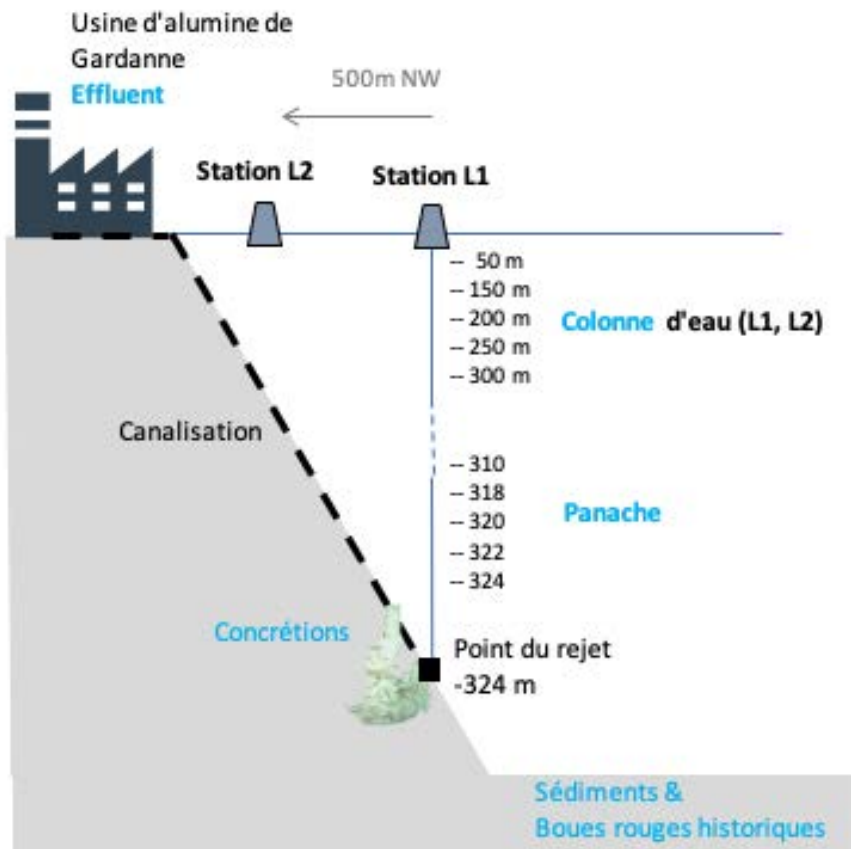 Usine d'alumine de
Gardanne
Effluent
500m NW
Station L2
Station L1
-- 50 m
-- 150 m
-- 200 m
-- 250 m
-- 300 m
Colonne d'eau (L1, L2)
Canalisation
-- 310
-- 318
-- 320
-- 322
-- 324
Panache
Concrétions
Point du rejet
-324 m
Sédiments &
Boues rouges historiques